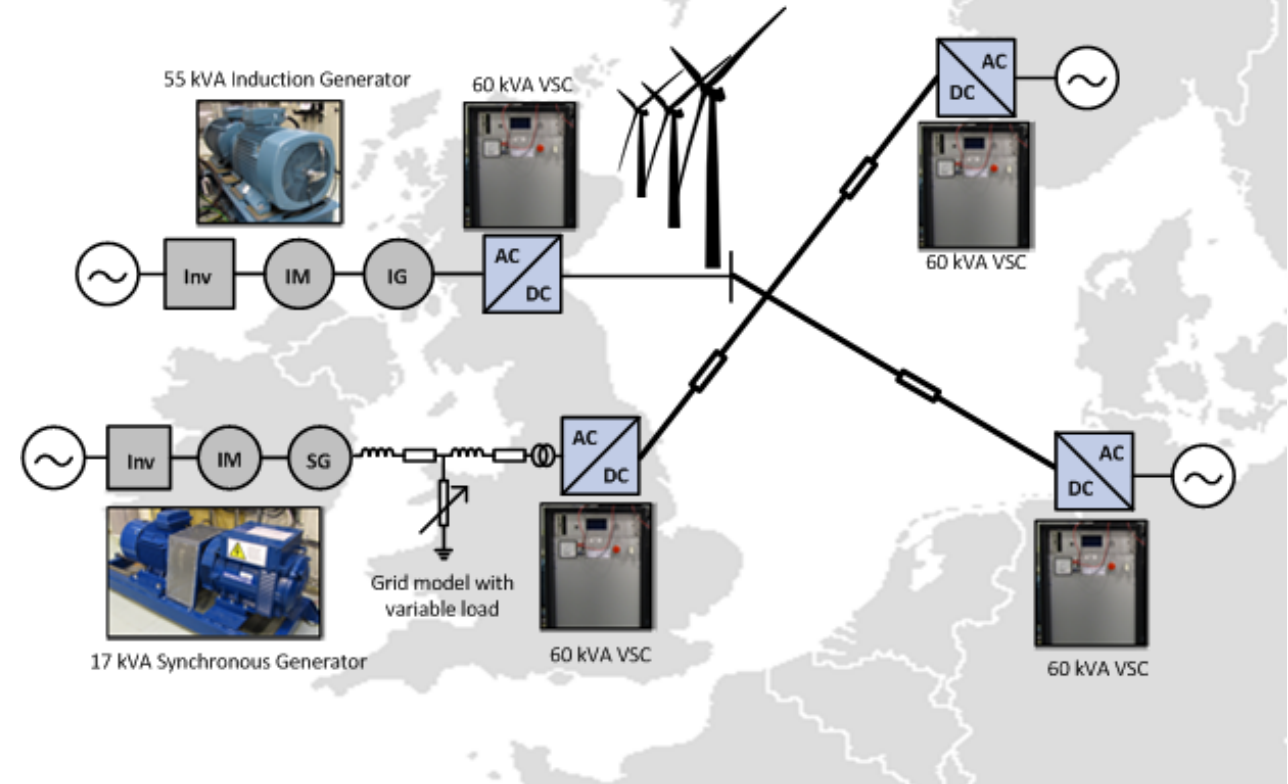 55 kVA Induction Generator
60 kVA VSC
AC
DC
60 kVA VSC
Inv
IM
IG
AC
DC
Inv
IM
SG
AC
DC
AC
DC
Grid model with
variable load
17 kVA Synchronous Generator
60 kVA VSC
60 kVA VSC